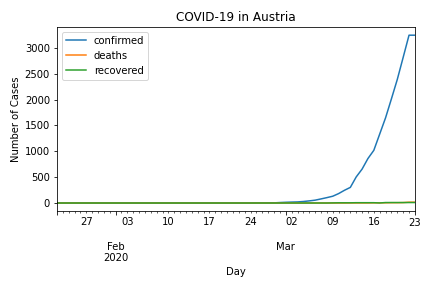 COVID-19 in Austria
confirmed
deaths
recovered
Number of Cases
3000
2500
2000
1500
1000
500
0
27 03 10 17 24 02 09 16 23
Feb Mar
2020
Day